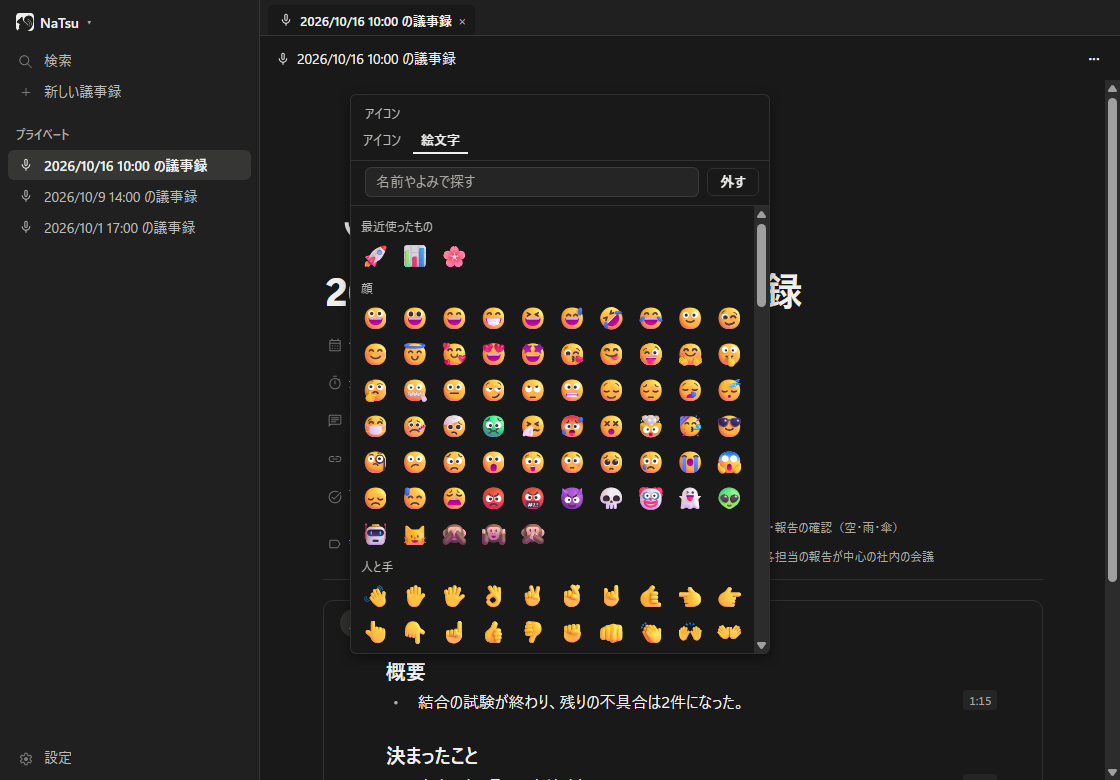 NaTsu
検索
新しい議事録
プライベート
2026/10/16 10:00 の議事録
2026/10/9 14:00 の議事録
2026/10/1 17:00 の議事録
設定
2026/10/16 10:00 の議事録 ×
2026/10/16 10:00 の議事録
アイコン
アイコン 絵文字
名前やよみで探す 外す
最近使ったもの
顔
人と手
2 録
・報告の確認（空・雨・傘）
各担当の報告が中心の社内の会議
概要
• 結合の試験が終わり、残りの不具合は2件になった。 1:15
決まったこと